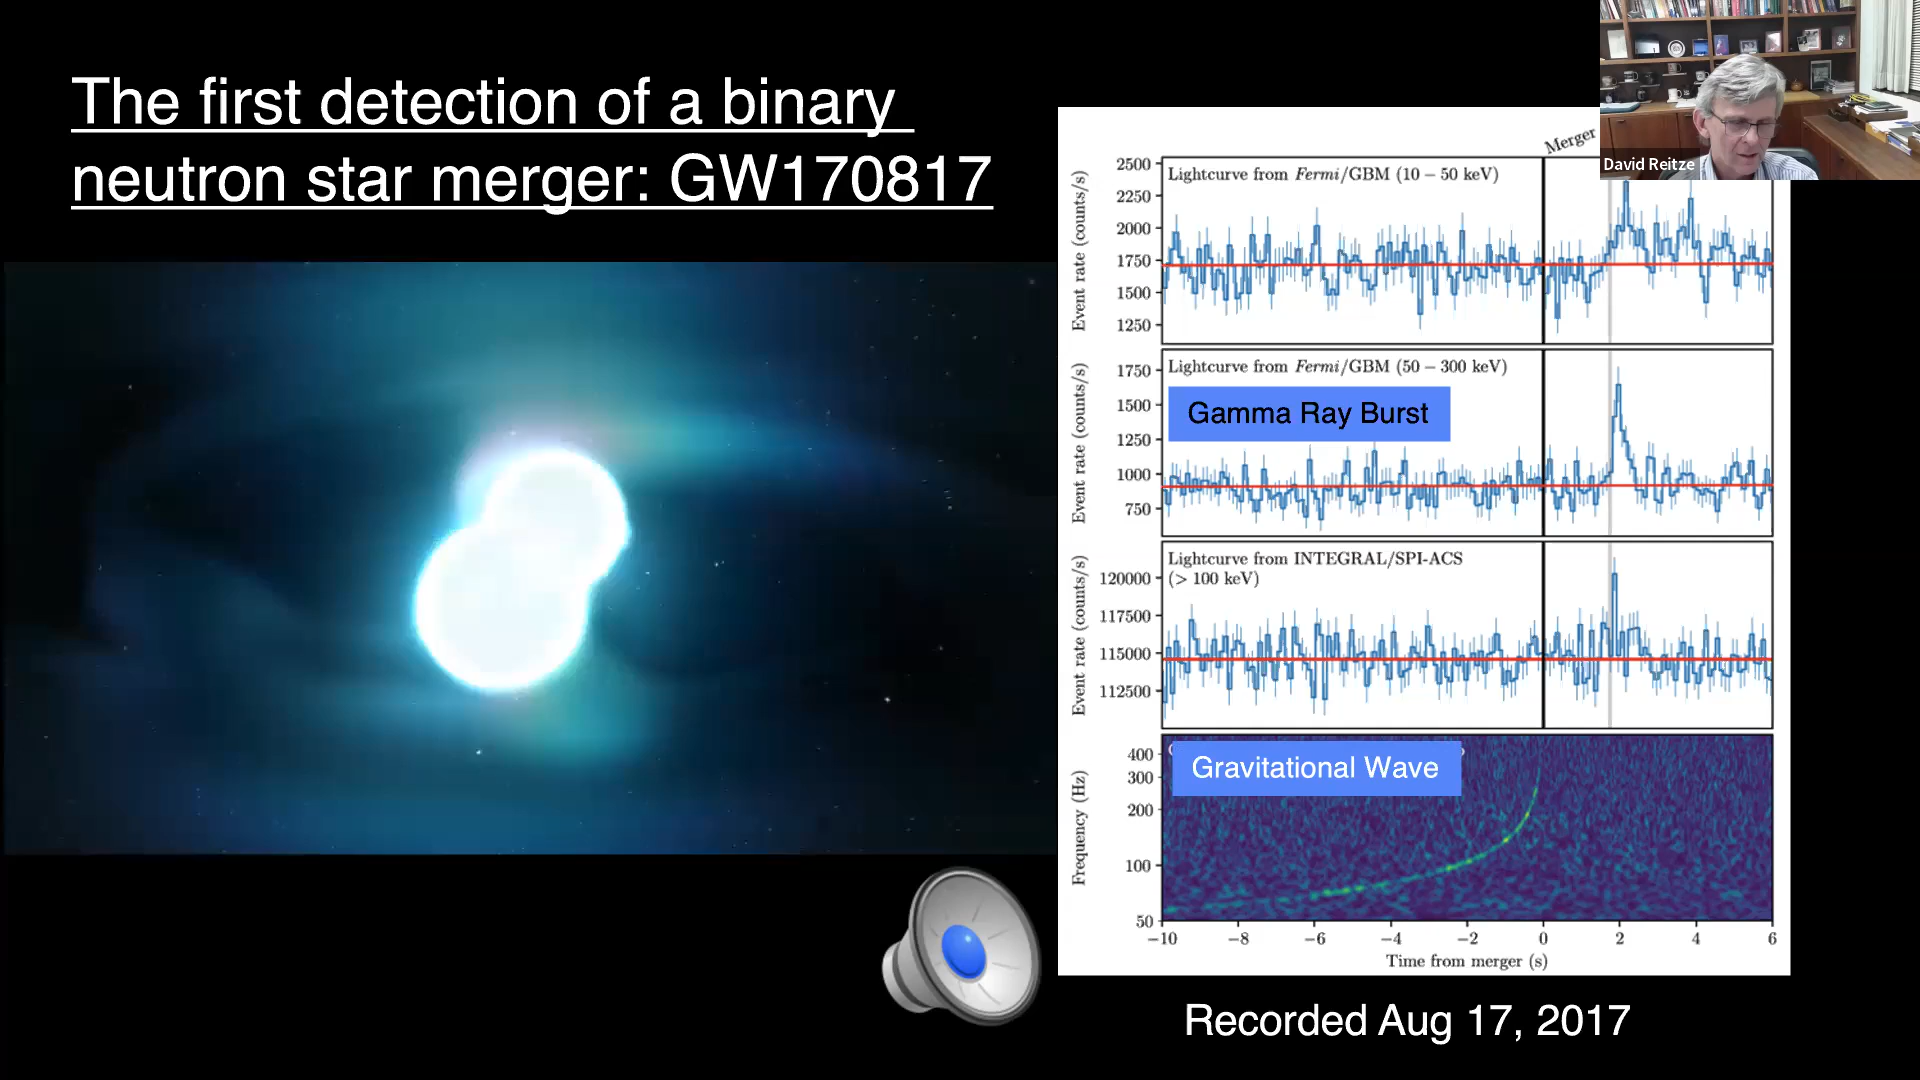 The first detection of a binary
neutron star merger: GW170817
Merger
David Reitze
2500
2250
2000
1750
1500
1250
Event rate (counts/s)
Lightcurve from Fermi/GBM (10 – 50 keV)
1750
1500
1250
1000
750
Event rate (counts/s)
Lightcurve from Fermi/GBM (50 – 300 keV)
Gamma Ray Burst
120000
117500
115000
112500
Event rate (counts/s)
Lightcurve from INTEGRAL/SPI-ACS
(> 100 keV)
400
300
200
100
50
Frequency (Hz)
Gravitational Wave
−10 −8 −6 −4 −2 0 2 4 6
Time from merger (s)
Recorded Aug 17, 2017